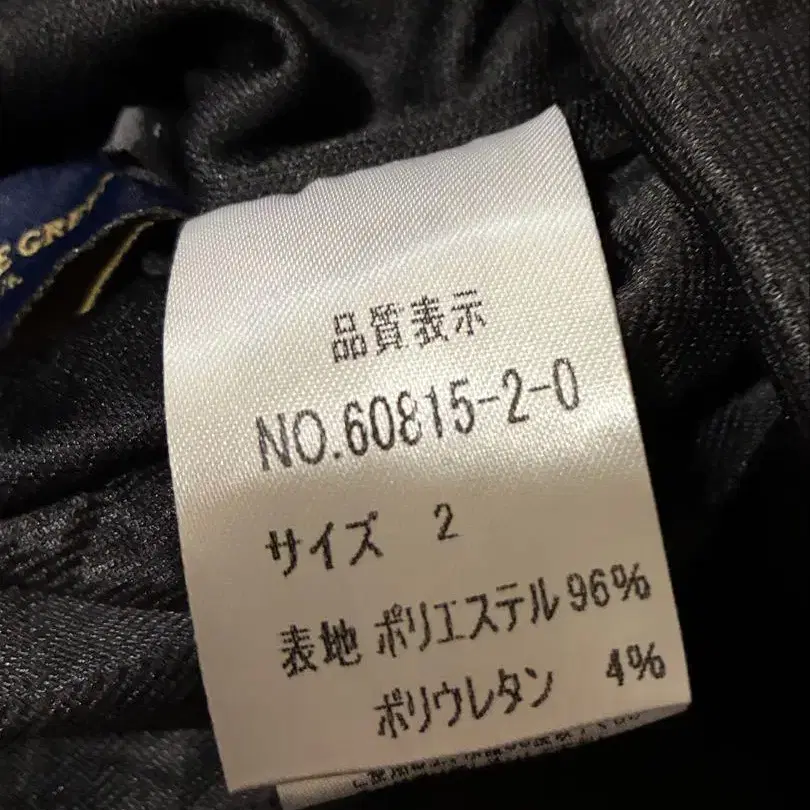 E GRE
品質表示
NO.60815-2-0
サイズ 2
表地 ポリエステル 96%
ポリウレタン 4%